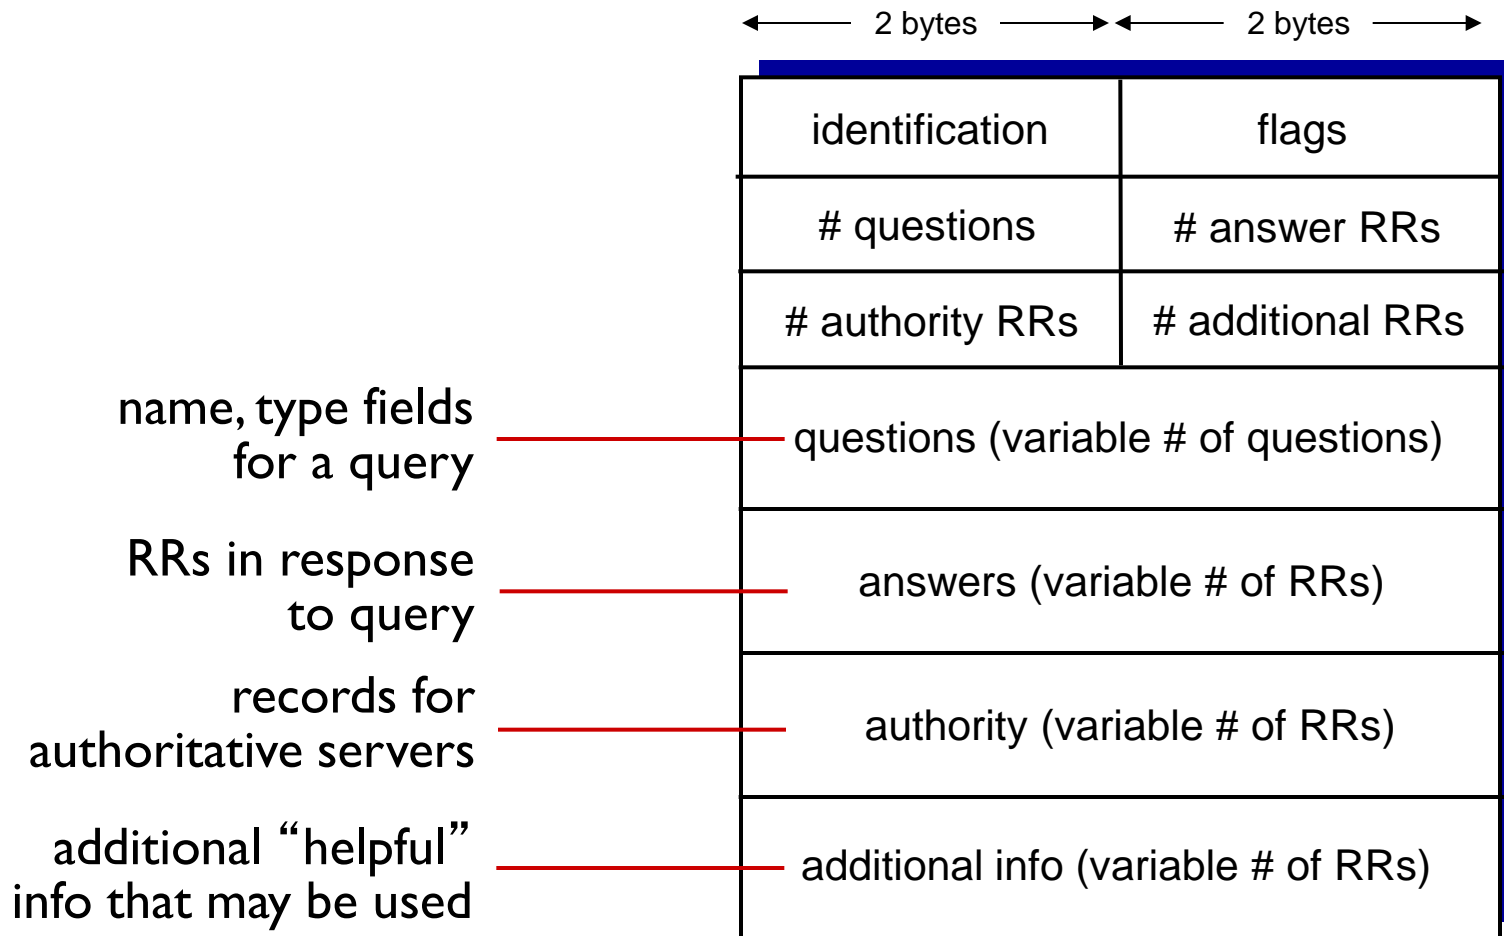 2 bytes 2 bytes
identification flags
# questions # answer RRs
# authority RRs # additional RRs
name, type fields
for a query
questions (variable # of questions)
RRs in response
to query
answers (variable # of RRs)
records for
authoritative servers
authority (variable # of RRs)
additional “helpful”
info that may be used
additional info (variable # of RRs)